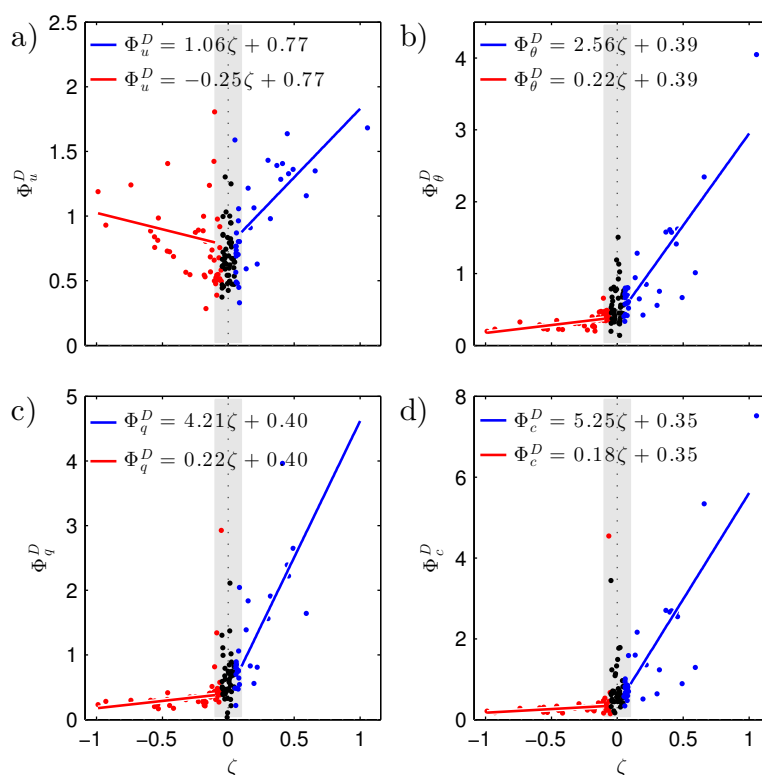 a)
Φ_u^D = 1.06ζ + 0.77
Φ_u^D = −0.25ζ + 0.77
2.5
2
1.5
1
0.5
0
Φ_u^D
b)
Φ_θ^D = 2.56ζ + 0.39
Φ_θ^D = 0.22ζ + 0.39
4
3
2
1
0
Φ_θ^D
c)
Φ_q^D = 4.21ζ + 0.40
Φ_q^D = 0.22ζ + 0.40
5
4
3
2
1
0
Φ_q^D
−1 −0.5 0 0.5 1
ζ
d)
Φ_c^D = 5.25ζ + 0.35
Φ_c^D = 0.18ζ + 0.35
8
6
4
2
0
Φ_c^D
−1 −0.5 0 0.5 1
ζ